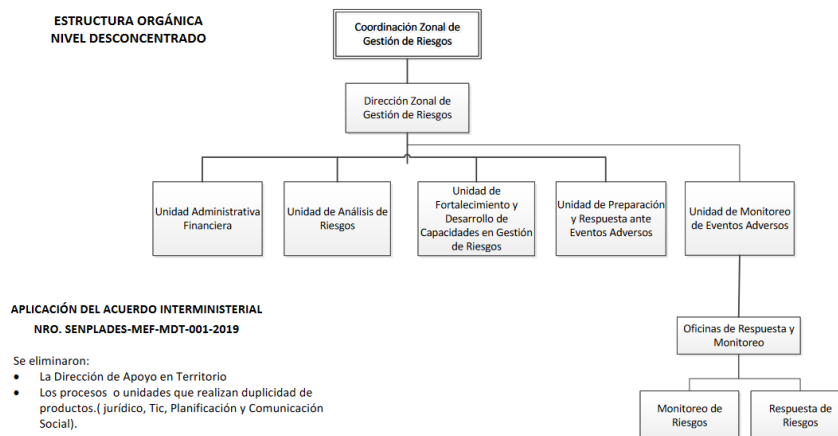 ESTRUCTURA ORGÁNICA
NIVEL DESCONCENTRADO
Coordinación Zonal
de Gestión de Riesgos
Dirección Zonal de
Gestión de Riesgos
Unidad Administrativa
Financiera
Unidad de Análisis de
Riesgos
Unidad de
Fortalecimiento y
Desarrollo de
Capacidades en Gestión
de Riesgos
Unidad de Preparación
y Respuesta ante
Eventos Adversos
Unidad de Monitoreo
de Eventos Adversos
Oficinas de Respuesta y
Monitoreo
Monitoreo de
Riesgos
Respuesta de
Riesgos
APLICACIÓN DEL ACUERDO INTERMINISTERIAL
NRO. SENPLADES-MEF-MDT-001-2019
Se eliminaron:
• La Dirección de Apoyo en Territorio
• Los procesos o unidades que realizan duplicidad de
productos.( jurídico, Tic, Planificación y Comunicación
Social).